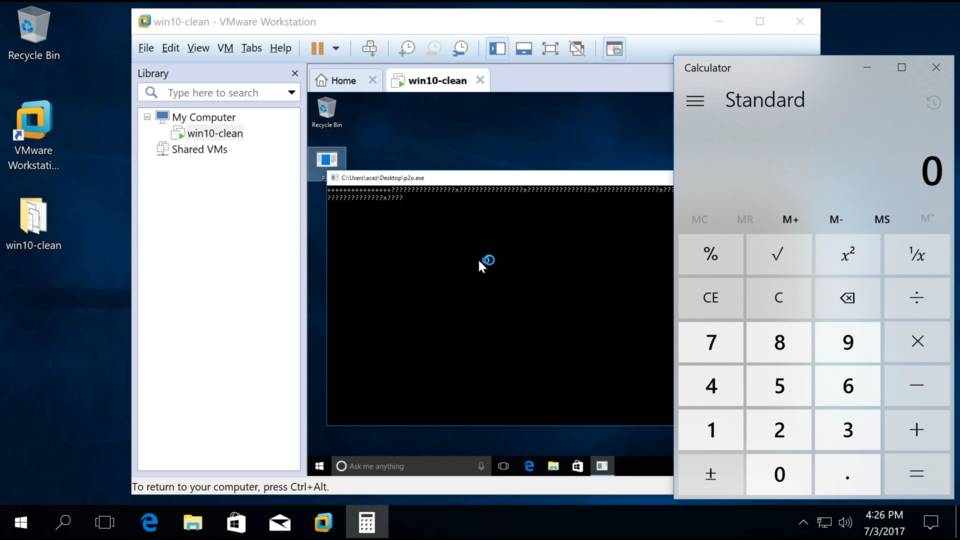 Recycle Bin
VMware
Workstati...
win10-clean
win10-clean - VMware Workstation
File Edit View VM Tabs Help
Library
Type here to search
My Computer
win10-clean
Shared VMs
Home
win10-clean
Recycle Bin
C:\Users\acez\Desktop\p2o.exe
To return to your computer, press Ctrl+Alt.
Ask me anything
Calculator
Standard
0
MC MR M+ M- MS M˅
% √ x² ¹/x
CE C ÷
7 8 9 ×
4 5 6 −
1 2 3 +
± 0 . =
4:26 PM
7/3/2017